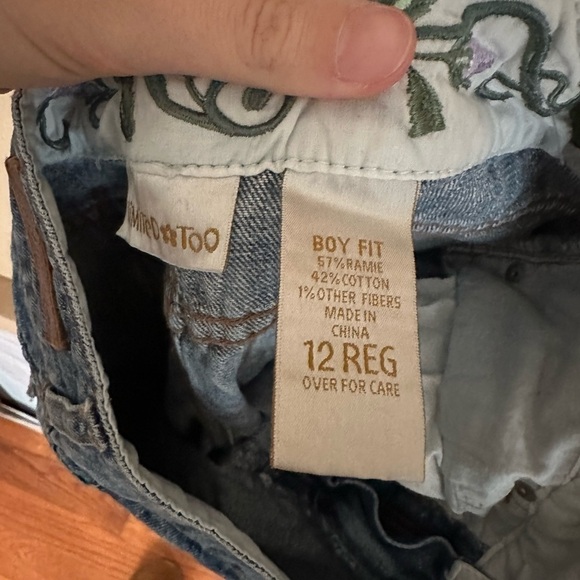 LIMITED★TOO
BOY FIT
57%RAMIE
42%COTTON
1%OTHER FIBERS
MADE IN
CHINA
12 REG
OVER FOR CARE